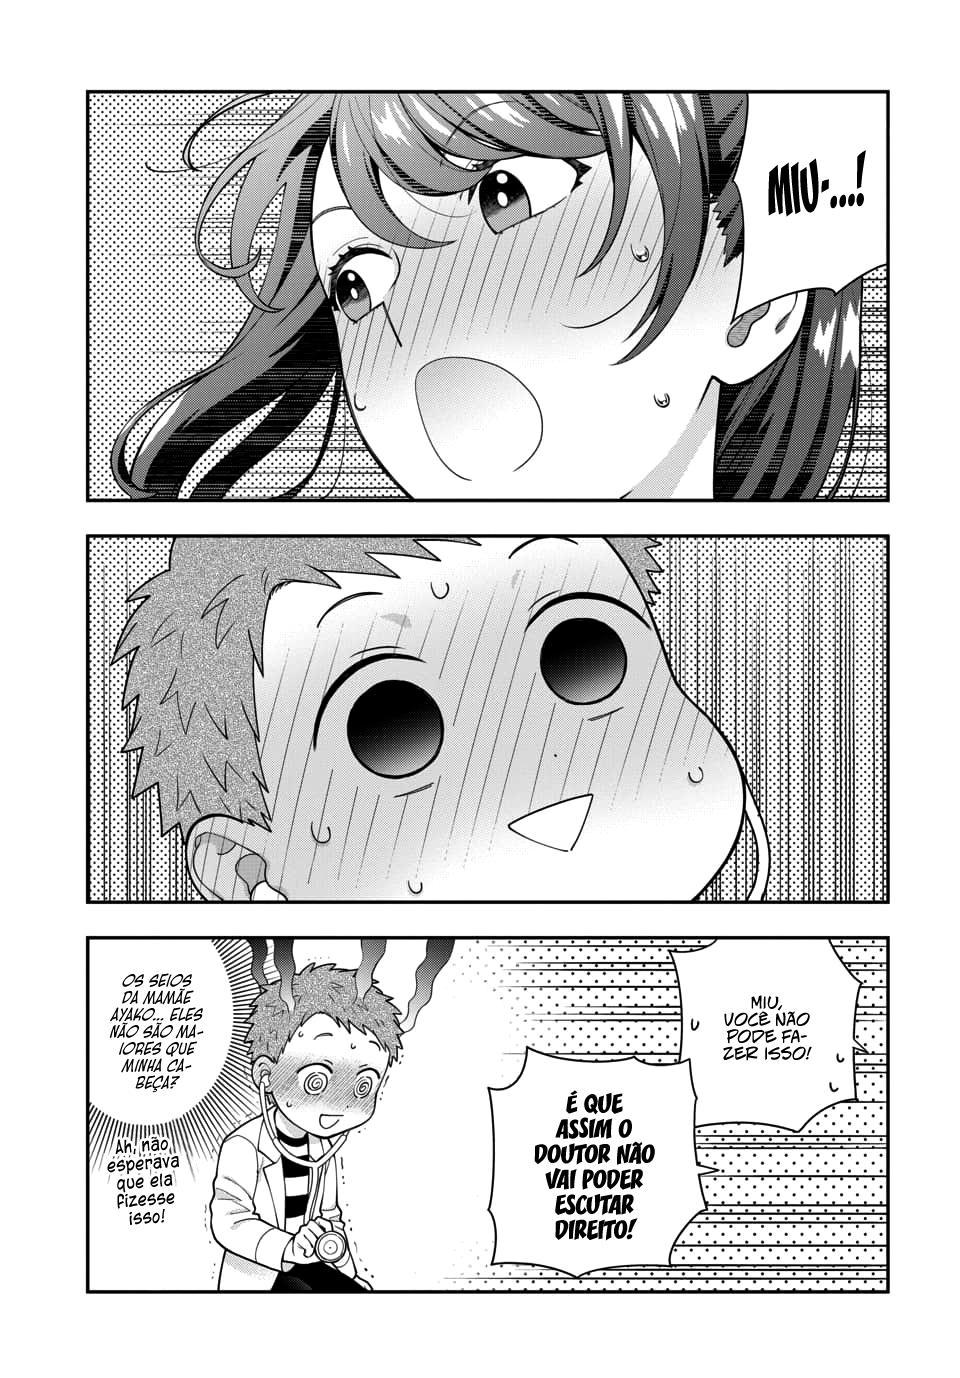 MIU-....!
MIU,
VOCÊ NÃO
PODE FA-
ZER ISSO!
É QUE
ASSIM O
DOUTOR NÃO
VAI PODER
ESCUTAR
DIREITO!
OS SEIOS
DA MAMÃE
AYAKO... ELES
NÃO SÃO MA-
IORES QUE
MINHA CA-
BEÇA?
Ah, não
esperava
que ela
fizesse
isso!